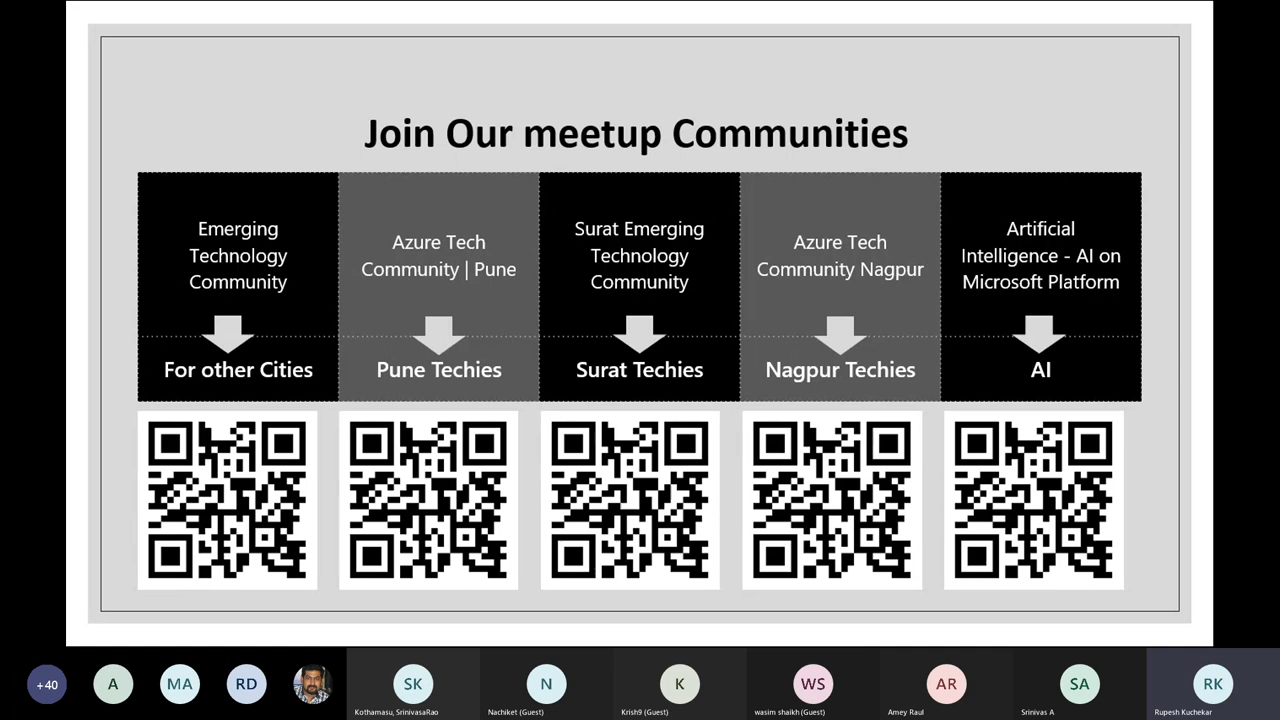 Join Our meetup Communities
Emerging
Technology
Community
Azure Tech
Community | Pune
Surat Emerging
Technology
Community
Azure Tech
Community Nagpur
Artificial
Intelligence - AI on
Microsoft Platform
For other Cities
Pune Techies
Surat Techies
Nagpur Techies
AI
+40
A
MA
RD
SK
Kothamasu, SrinivasaRao
N
Nachiket (Guest)
K
Krish9 (Guest)
WS
wasim shaikh (Guest)
AR
Amey Raul
SA
Srinivas A
RK
Rupesh Kuchekar